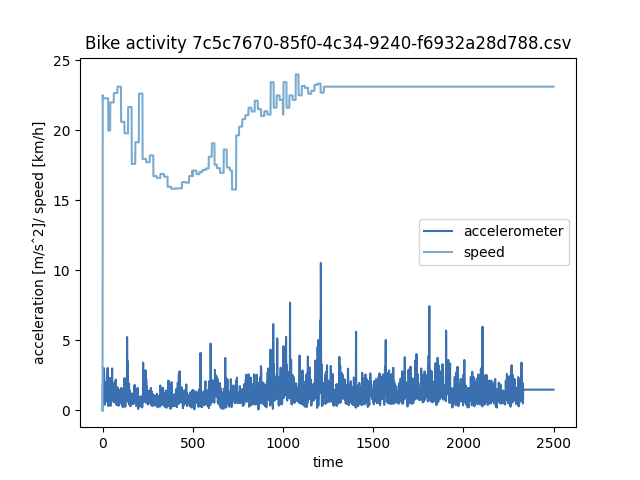 Bike activity 7c5c7670-85f0-4c34-9240-f6932a28d788.csv
acceleration [m/s^2]/ speed [km/h]
25
20
15
10
5
0
accelerometer
speed
0
500
1000
1500
2000
2500
time